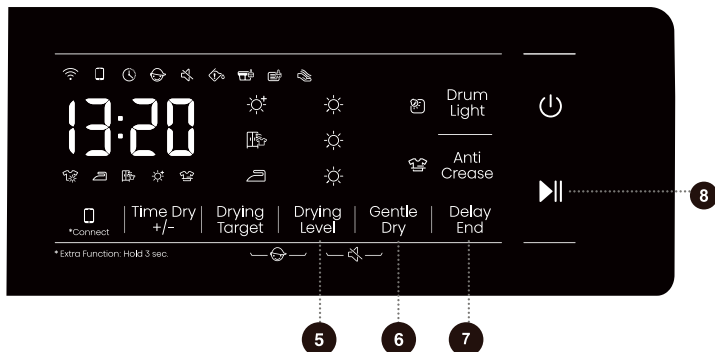 13:20
Drum
Light
Anti
Crease
*Connect
Time Dry
+/-
Drying
Target
Drying
Level
Gentle
Dry
Delay
End
* Extra Function: Hold 3 sec.
8
5
6
7